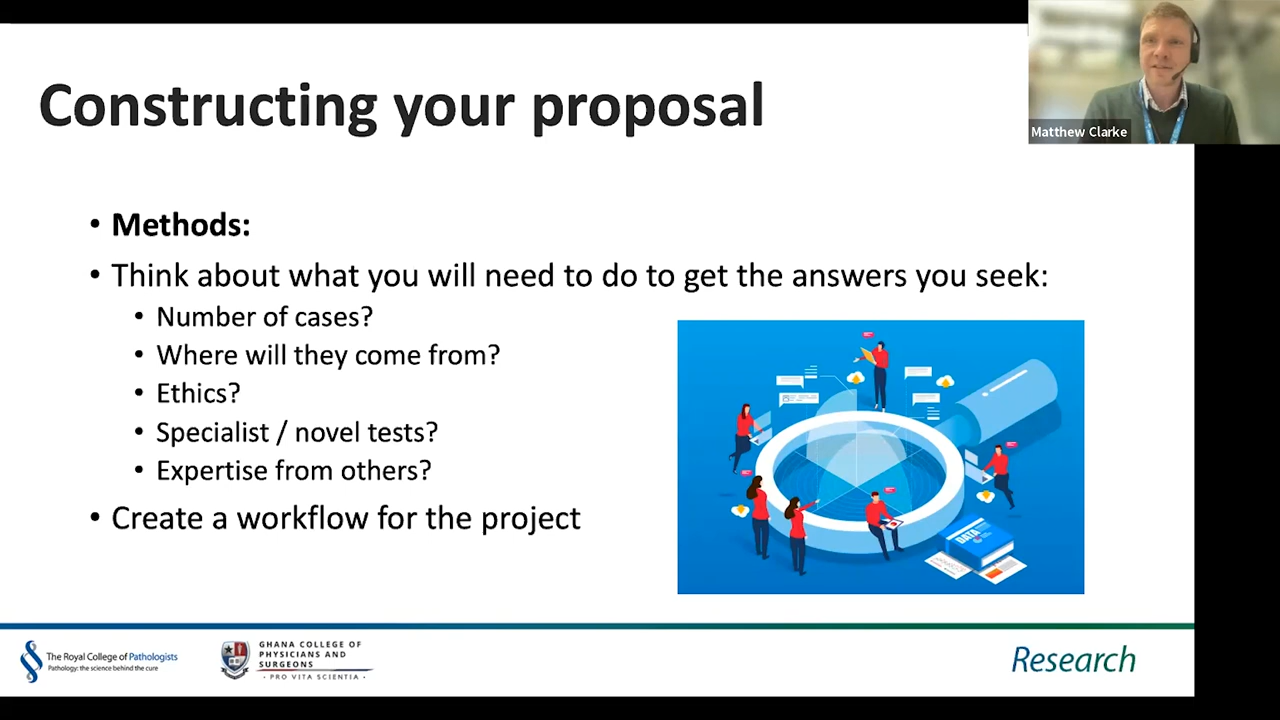 Constructing your proposal
Matthew Clarke
• Methods:
• Think about what you will need to do to get the answers you seek:
• Number of cases?
• Where will they come from?
• Ethics?
• Specialist / novel tests?
• Expertise from others?
• Create a workflow for the project
DATA
The Royal College of Pathologists
Pathology: the science behind the cure
GHANA COLLEGE OF
PHYSICIANS AND
SURGEONS
• PRO VITA SCIENTIA •
Research